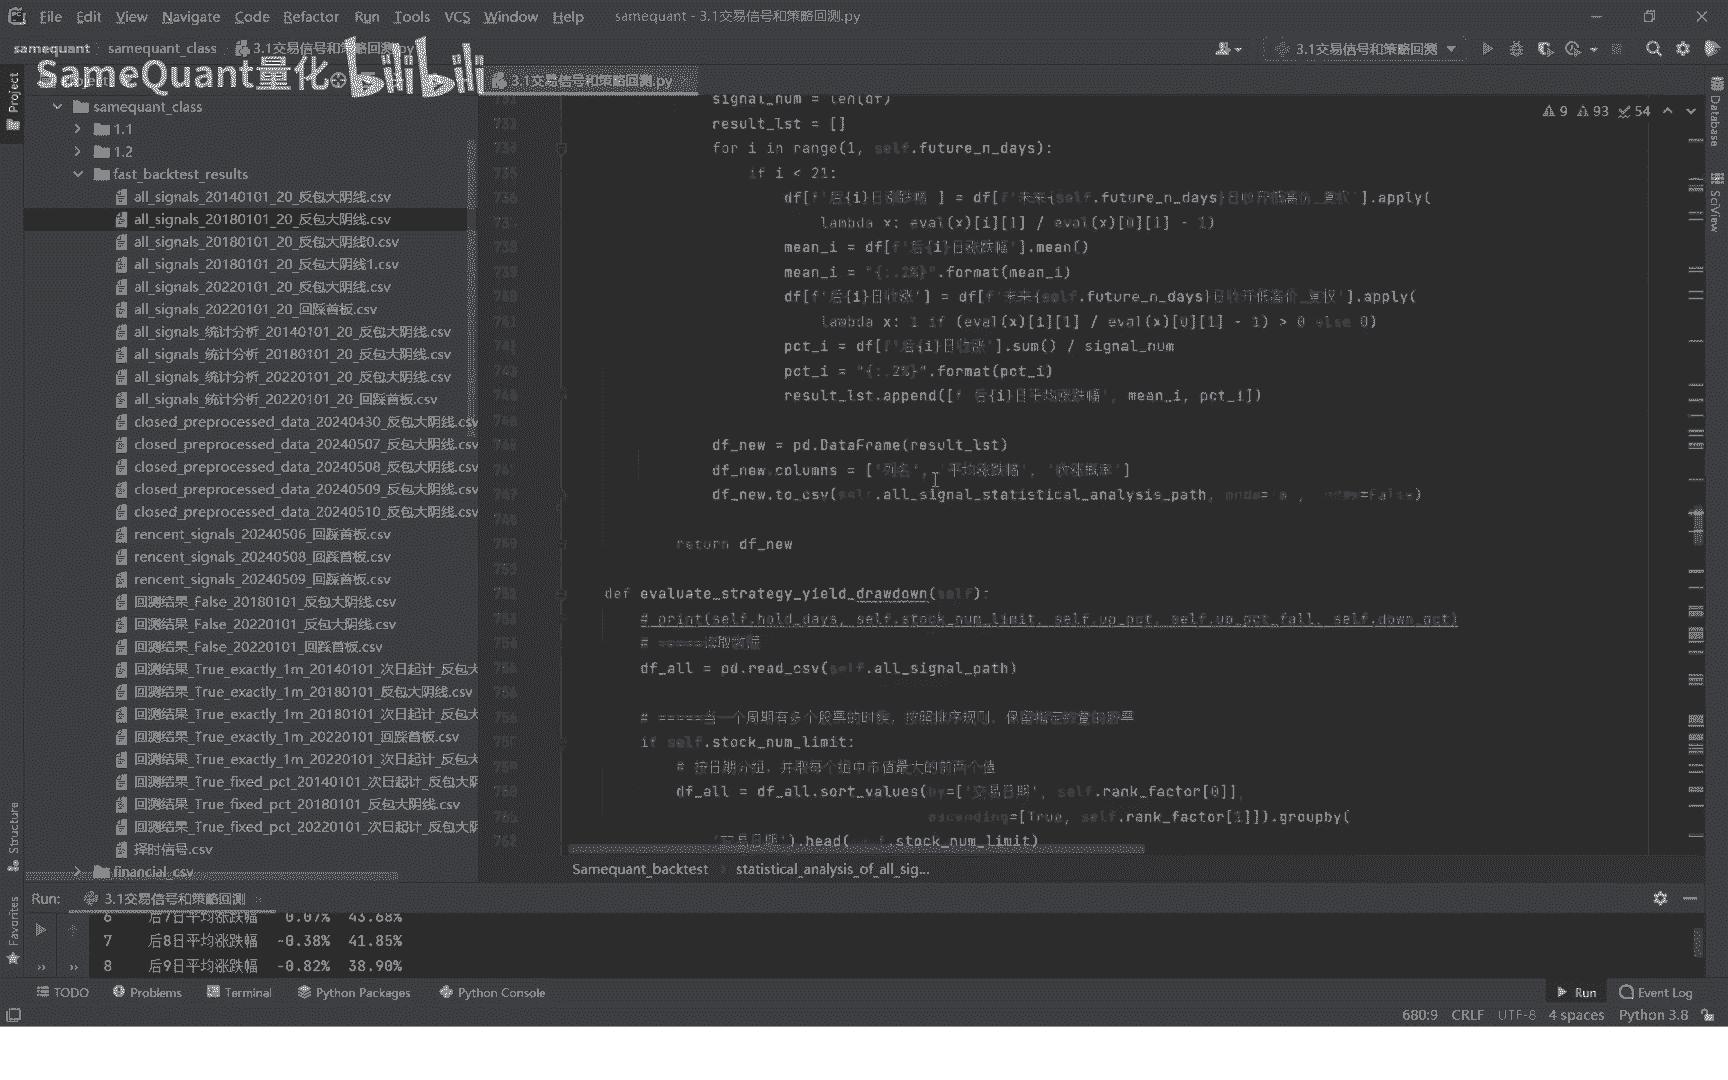 File Edit View Navigate Code Refactor Run Tools VCS Window Help samequant - 3.1交易信号和策略回测.py
samequant samequant_class 3.1交易信号和策略回测.py
3.1交易信号和策略回测
SameQuant量化 bilibili
3.1交易信号和策略回测.py
Project
samequant_class
1.1
1.2
fast_backtest_results
all_signals_20140101_20_反包大阴线.csv
all_signals_20180101_20_反包大阴线.csv
all_signals_20180101_20_反包大阴线0.csv
all_signals_20180101_20_反包大阴线1.csv
all_signals_20220101_20_反包大阴线.csv
all_signals_20220101_20_回踩首板.csv
all_signals_统计分析_20140101_20_反包大阴线.csv
all_signals_统计分析_20180101_20_反包大阴线.csv
all_signals_统计分析_20220101_20_反包大阴线.csv
all_signals_统计分析_20220101_20_回踩首板.csv
closed_preprocessed_data_20240430_反包大阴线.csv
closed_preprocessed_data_20240507_反包大阴线.csv
closed_preprocessed_data_20240508_反包大阴线.csv
closed_preprocessed_data_20240509_反包大阴线.csv
closed_preprocessed_data_20240510_反包大阴线.csv
rencent_signals_20240506_回踩首板.csv
rencent_signals_20240508_回踩首板.csv
rencent_signals_20240509_回踩首板.csv
回测结果_False_20180101_反包大阴线.csv
回测结果_False_20220101_反包大阴线.csv
回测结果_False_20220101_回踩首板.csv
回测结果_True_exactly_1m_20140101_次日起计_反包大
回测结果_True_exactly_1m_20180101_反包大阴线.csv
回测结果_True_exactly_1m_20180101_次日起计_反包大
回测结果_True_exactly_1m_20220101_回踩首板.csv
回测结果_True_exactly_1m_20220101_次日起计_反包大
回测结果_True_fixed_pct_20140101_次日起计_反包大阴
回测结果_True_fixed_pct_20180101_反包大阴线.csv
回测结果_True_fixed_pct_20220101_次日起计_反包大阴
择时信号.csv
financial_csv
9 93 54
signal_num = len(df)
result_lst = []
for i in range(1, self.future_n_days):
if i < 21:
df[f'后{i}日涨跌幅'] = df[f'未来{self.future_n_days}日收开低高价_复权'].apply(
lambda x: eval(x)[i][1] / eval(x)[0][1] - 1)
mean_i = df[f'后{i}日涨跌幅'].mean()
mean_i = "{:.2%}".format(mean_i)
df[f'后{i}日收涨'] = df[f'未来{self.future_n_days}日收开低高价_复权'].apply(
lambda x: 1 if (eval(x)[i][1] / eval(x)[0][1] - 1) > 0 else 0)
pct_i = df[f'后{i}日收涨'].sum() / signal_num
pct_i = "{:.2%}".format(pct_i)
result_lst.append([f'后{i}日平均涨跌幅', mean_i, pct_i])
df_new = pd.DataFrame(result_lst)
df_new.columns = ['列名', '平均涨跌幅', '收涨概率']
df_new.to_csv(self.all_signal_statistical_analysis_path,
return df_new
def evaluate_strategy_yield_drawdown(self):
# print(self.hold_days, self.stock_num_limit, self.up_pct, self.up_pct_fall, self.down_pct)
# =====读取数据
df_all = pd.read_csv(self.all_signal_path)
# =====当一个周期有多个股票的时候，按照排序规则，保留指定数量的股票
if self.stock_num_limit:
# 按日期分组，并取每个组中市值最大的前两个值
df_all = df_all.sort_values(by=['交易日期', self.rank_factor[0]],
ascending=[True, self.rank_factor[1]]).groupby(
'交易日期').head(self.stock_num_limit)
Samequant_backtest statistical_analysis_of_all_sig...
Database
SciView
Structure
Favorites
Run: 3.1交易信号和策略回测
6 后7日平均涨跌幅 0.07% 43.68%
7 后8日平均涨跌幅 -0.38% 41.85%
8 后9日平均涨跌幅 -0.82% 38.90%
TODO Problems Terminal Python Packages Python Console Run Event Log
680:9 CRLF UTF-8 4 spaces Python 3.8